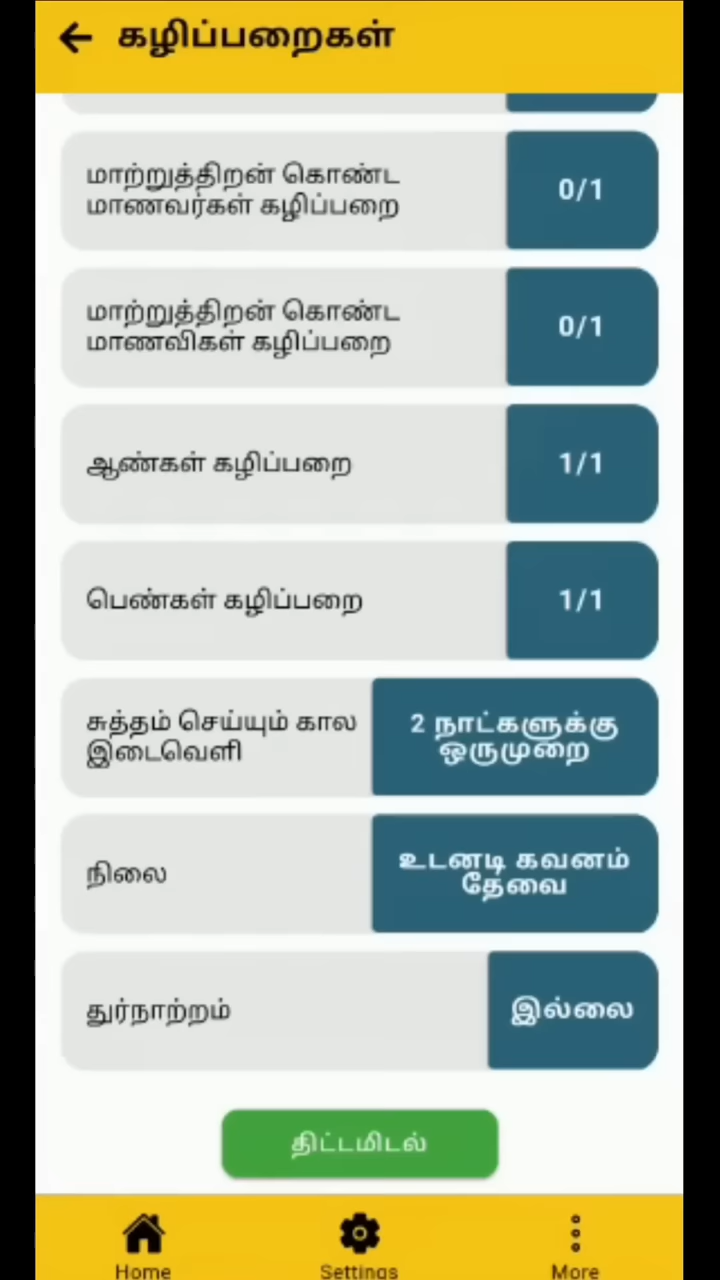 கழிப்பறைகள்
மாற்றுத்திறன் கொண்ட
மாணவர்கள் கழிப்பறை
0/1
மாற்றுத்திறன் கொண்ட
மாணவிகள் கழிப்பறை
0/1
ஆண்கள் கழிப்பறை
1/1
பெண்கள் கழிப்பறை
1/1
சுத்தம் செய்யும் கால
இடைவெளி
2 நாட்களுக்கு
ஒருமுறை
நிலை
உடனடி கவனம்
தேவை
துர்நாற்றம்
இல்லை
திட்டமிடல்
Home
Settings
More